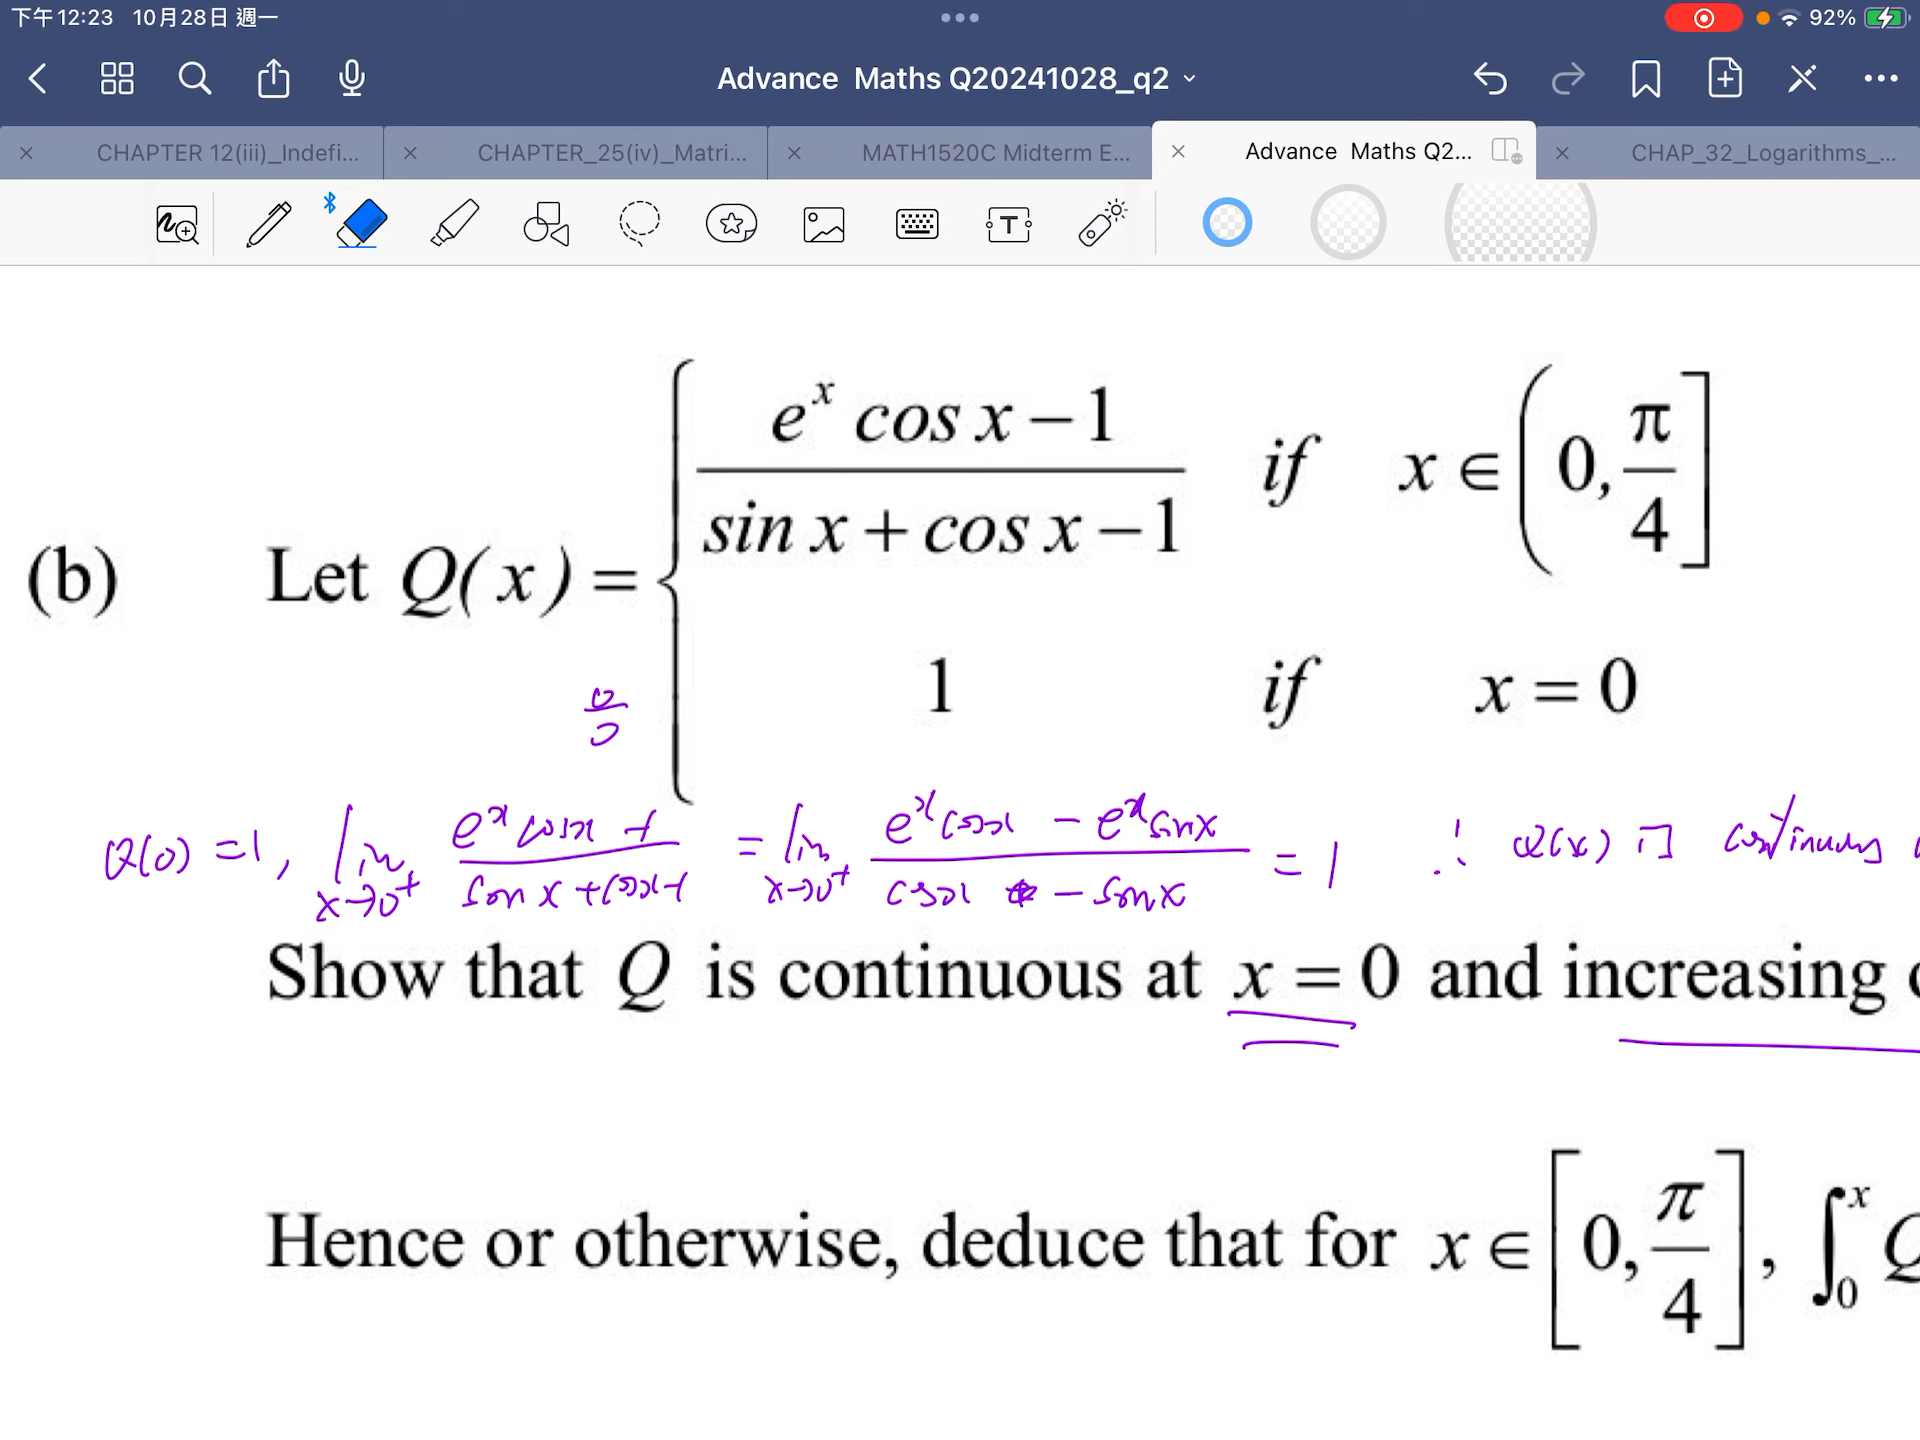 下午12:23 10月28日 週一 92%
Advance Maths Q20241028_q2
CHAPTER 12(iii)_Indefi... CHAPTER_25(iv)_Matri... MATH1520C Midterm E... Advance Maths Q2... CHAP_32_Logarithms_...
(b) Let Q(x) = { (e^x cos x − 1)/(sin x + cos x − 1) if x ∈ (0, π/4]
1 if x = 0
0/0
Q(0) = 1, lim x→0+ (e^x cos x − 1)/(sin x + cos x − 1) = lim x→0+ (e^x cos x − e^x sin x)/(cos x − sin x) = 1 ∴ Q(x) is continuous
Show that Q is continuous at x = 0 and increasing
Hence or otherwise, deduce that for x ∈ [0, π/4], ∫_0^x Q